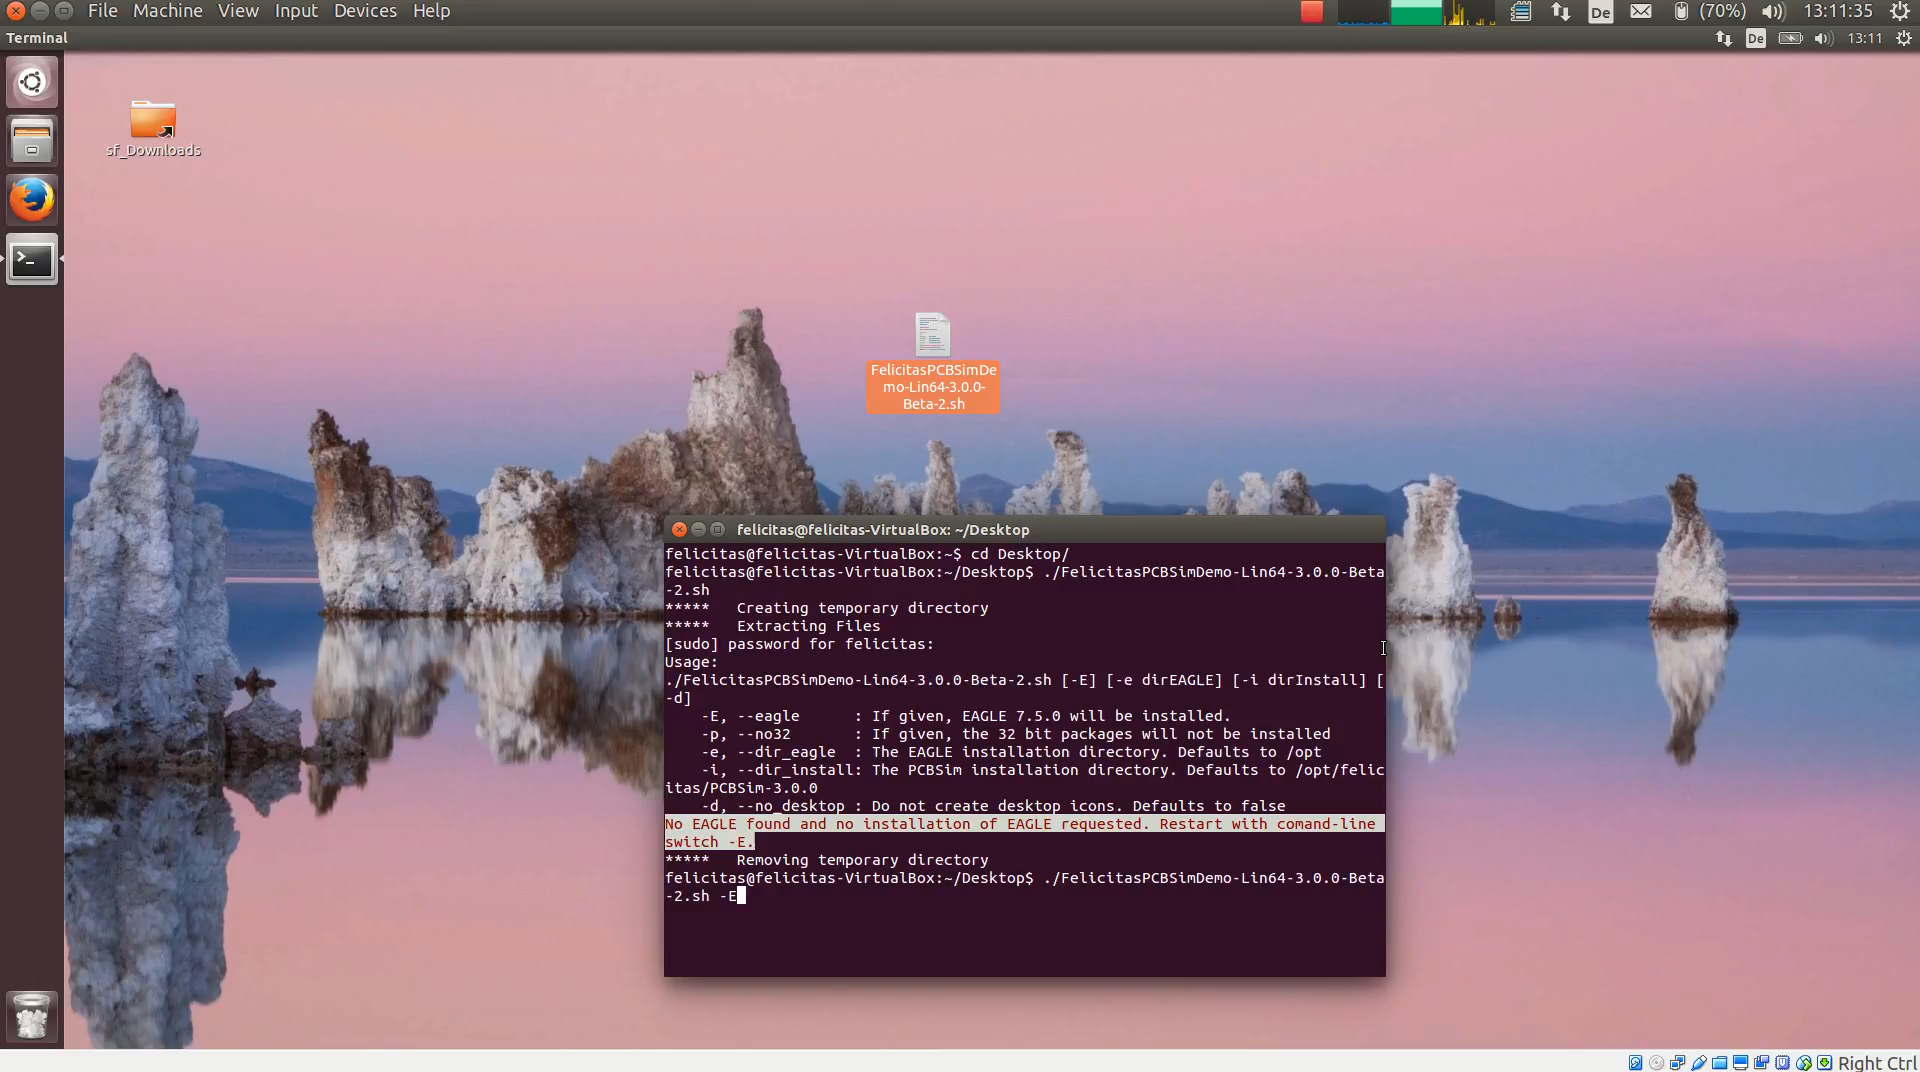 File Machine View Input Devices Help
De (70%) 13:11:35
Terminal
De 13:11
sf_Downloads
FelicitasPCBSimDe
mo-Lin64-3.0.0-
Beta-2.sh
felicitas@felicitas-VirtualBox: ~/Desktop
felicitas@felicitas-VirtualBox:~$ cd Desktop/
felicitas@felicitas-VirtualBox:~/Desktop$ ./FelicitasPCBSimDemo-Lin64-3.0.0-Beta
-2.sh
***** Creating temporary directory
***** Extracting Files
[sudo] password for felicitas:
Usage:
./FelicitasPCBSimDemo-Lin64-3.0.0-Beta-2.sh [-E] [-e dirEAGLE] [-i dirInstall] [
-d]
-E, --eagle : If given, EAGLE 7.5.0 will be installed.
-p, --no32 : If given, the 32 bit packages will not be installed
-e, --dir_eagle : The EAGLE installation directory. Defaults to /opt
-i, --dir_install: The PCBSim installation directory. Defaults to /opt/felic
itas/PCBSim-3.0.0
-d, --no_desktop : Do not create desktop icons. Defaults to false
No EAGLE found and no installation of EAGLE requested. Restart with comand-line
switch -E.
***** Removing temporary directory
felicitas@felicitas-VirtualBox:~/Desktop$ ./FelicitasPCBSimDemo-Lin64-3.0.0-Beta
-2.sh -E
Right Ctrl